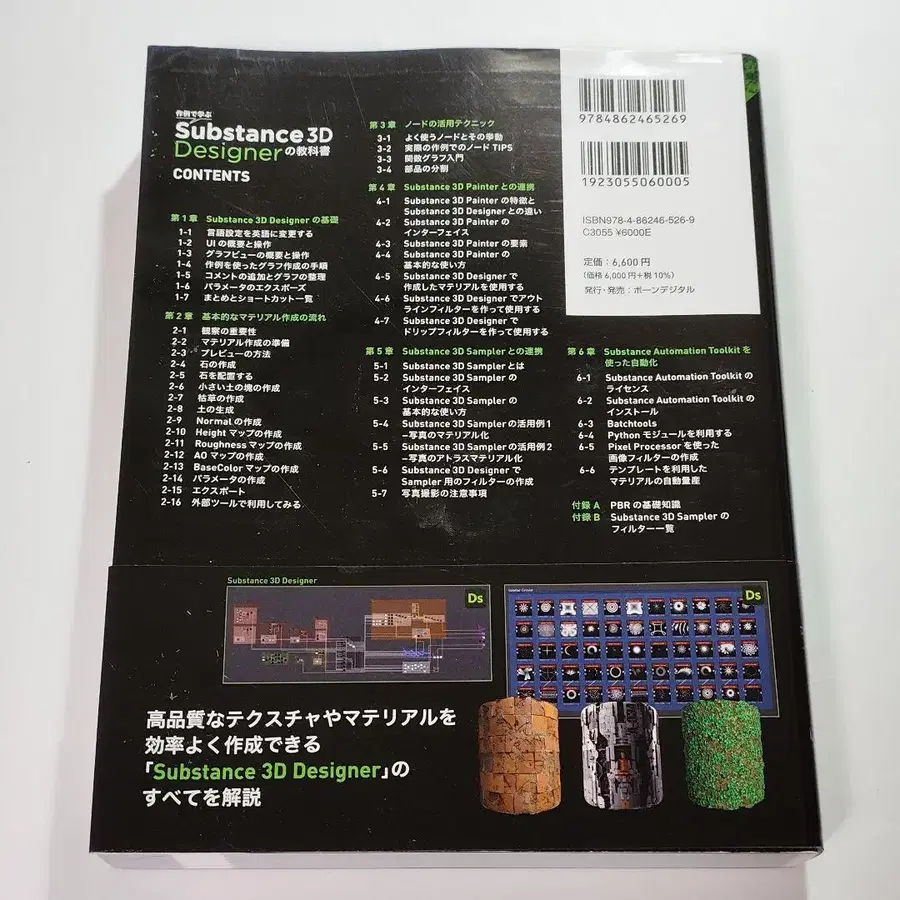 作例で学ぶ
Substance 3D
Designerの教科書
CONTENTS
第1章 Substance 3D Designer の基礎
1-1 言語設定を英語に変更する
1-2 UI の概要と操作
1-3 グラフビューの概要と操作
1-4 作例を使ったグラフ作成の手順
1-5 コメントの追加とグラフの整理
1-6 パラメータのエクスポーズ
1-7 まとめとショートカット一覧
第2章 基本的なマテリアル作成の流れ
2-1 観察の重要性
2-2 マテリアル作成の準備
2-3 プレビューの方法
2-4 石の作成
2-5 石を配置する
2-6 小さい土の塊の作成
2-7 枯草の作成
2-8 土の生成
2-9 Normal の作成
2-10 Height マップの作成
2-11 Roughness マップの作成
2-12 AO マップの作成
2-13 BaseColor マップの作成
2-14 パラメータの作成
2-15 エクスポート
2-16 外部ツールで利用してみる
第3章 ノードの活用テクニック
3-1 よく使うノードとその挙動
3-2 実際の作例でのノード TIPS
3-3 関数グラフ入門
3-4 部品の分割
第4章 Substance 3D Painter との連携
4-1 Substance 3D Painter の特徴と
Substance 3D Designer との違い
4-2 Substance 3D Painter の
インターフェイス
4-3 Substance 3D Painter の要素
4-4 Substance 3D Painter の
基本的な使い方
4-5 Substance 3D Designer で
作成したマテリアルを使用する
4-6 Substance 3D Designer でアウト
ラインフィルターを作って使用する
4-7 Substance 3D Designer で
ドリップフィルターを作って使用する
第5章 Substance 3D Sampler との連携
5-1 Substance 3D Sampler とは
5-2 Substance 3D Sampler の
インターフェイス
5-3 Substance 3D Sampler の
基本的な使い方
5-4 Substance 3D Sampler の活用例1
–写真のマテリアル化
5-5 Substance 3D Sampler の活用例2
–写真のアトラスマテリアル化
5-6 Substance 3D Designer で
Sampler 用のフィルターの作成
5-7 写真撮影の注意事項
9784862465269
1923055060005
ISBN978-4-86246-526-9
C3055 ¥6000E
定価：6,600円
（価格 6,000円＋税10%）
発行・発売：ボーンデジタル
第6章 Substance Automation Toolkit を
使った自動化
6-1 Substance Automation Toolkit の
ライセンス
6-2 Substance Automation Toolkit の
インストール
6-3 Batchtools
6-4 Python モジュールを利用する
6-5 Pixel Processor を使った
画像フィルターの作成
6-6 テンプレートを利用した
マテリアルの自動量産
付録A PBR の基礎知識
付録B Substance 3D Sampler の
フィルター一覧
Substance 3D Designer
Ds
Ds
高品質なテクスチャやマテリアルを
効率よく作成できる
「Substance 3D Designer」の
すべてを解説